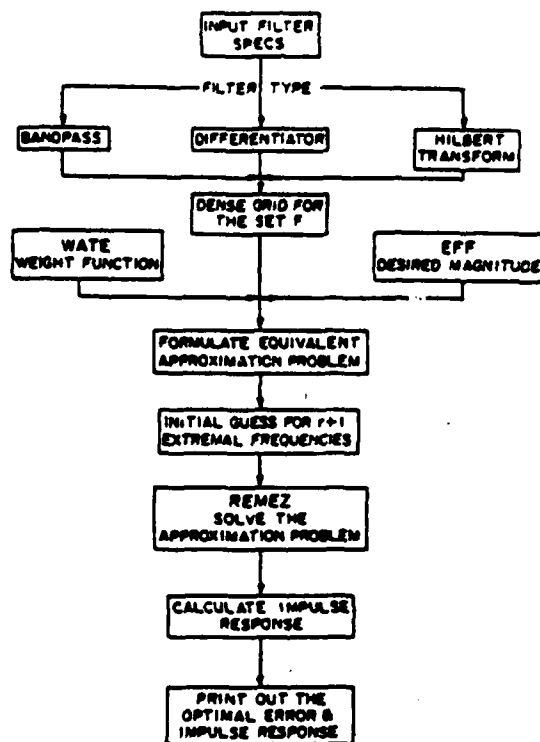 INPUT FILTER
SPECS
FILTER TYPE
BANDPASS
DIFFERENTIATOR
HILBERT
TRANSFORM
DENSE GRID FOR
THE SET F
WATE
WEIGHT FUNCTION
EFF
DESIRED MAGNITUDE
FORMULATE EQUIVALENT
APPROXIMATION PROBLEM
INITIAL GUESS FOR r+1
EXTREMAL FREQUENCIES
REMEZ
SOLVE THE
APPROXIMATION PROBLEM
CALCULATE IMPULSE
RESPONSE
PRINT OUT THE
OPTIMAL ERROR &
IMPULSE RESPONSE